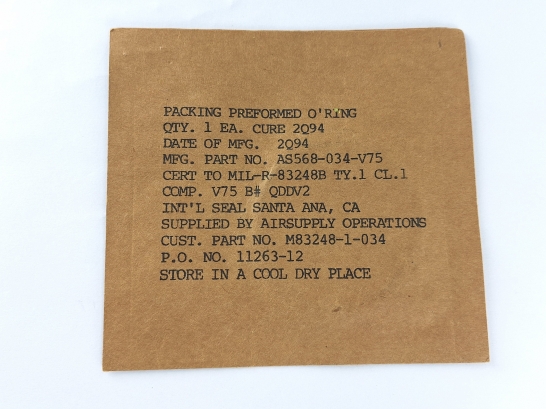 PACKING PREFORMED O'RING
QTY. 1 EA. CURE 2Q94
DATE OF MFG. 2Q94
MFG. PART NO. AS568-034-V75
CERT TO MIL-R-83248B TY.1 CL.1
COMP. V75 B# QDDV2
INT'L SEAL SANTA ANA, CA
SUPPLIED BY AIRSUPPLY OPERATIONS
CUST. PART NO. M83248-1-034
P.O. NO. 11263-12
STORE IN A COOL DRY PLACE